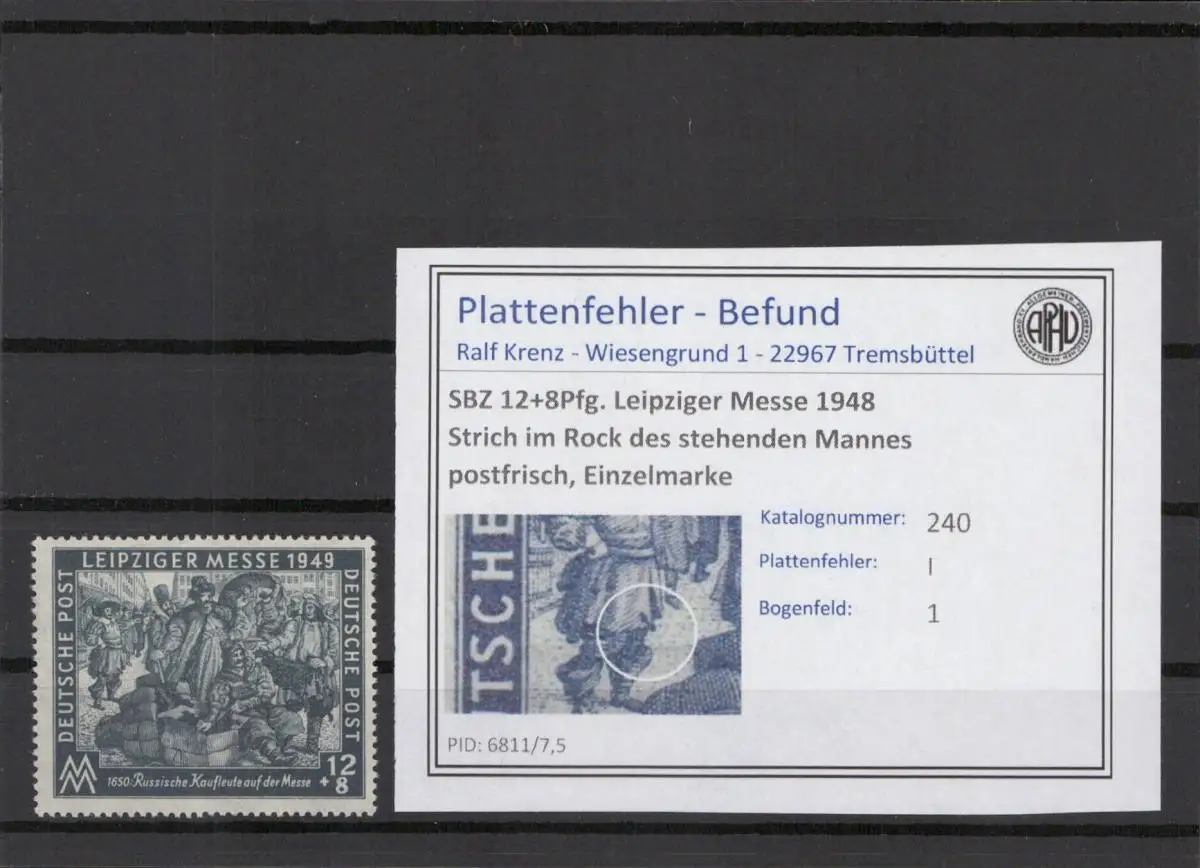 LEIPZIGER MESSE 1949
DEUTSCHE POST
DEUTSCHE POST
1650·Russische Kaufleute auf der Messe
12
+ 8
Plattenfehler - Befund
Ralf Krenz - Wiesengrund 1 - 22967 Tremsbüttel
APHV
SBZ 12+8Pfg. Leipziger Messe 1948
Strich im Rock des stehenden Mannes
postfrisch, Einzelmarke
TSCHE
Katalognummer: 240
Plattenfehler: I
Bogenfeld: 1
PID: 6811/7,5